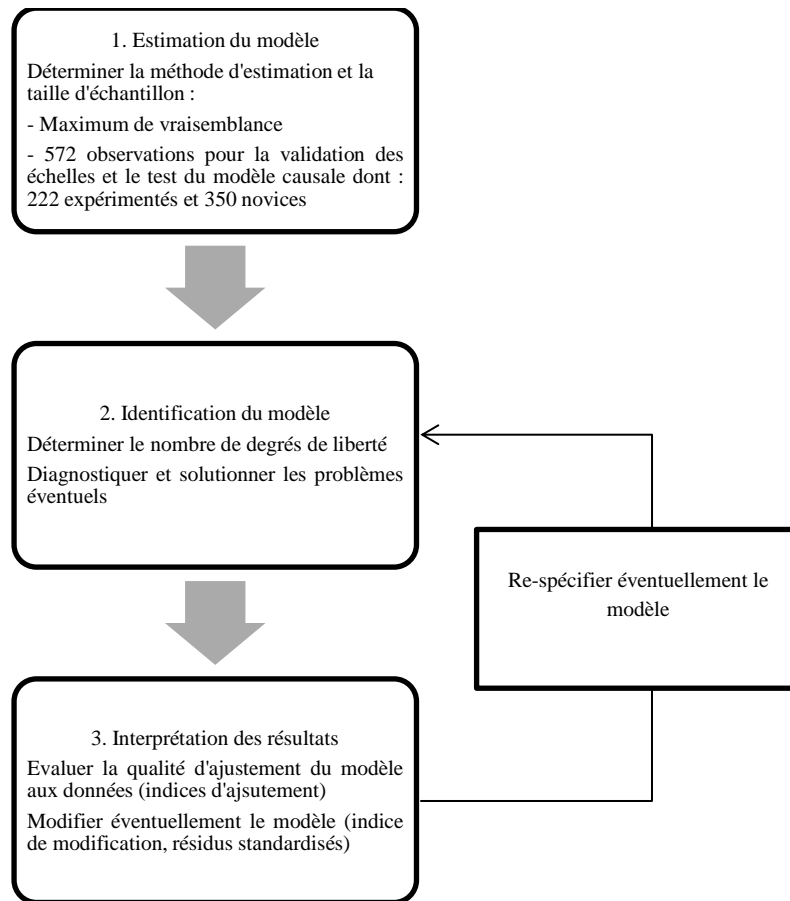 1. Estimation du modèle
Déterminer la méthode d'estimation et la
taille d'échantillon :
- Maximum de vraisemblance
- 572 observations pour la validation des
échelles et le test du modèle causale dont :
222 expérimentés et 350 novices
2. Identification du modèle
Déterminer le nombre de degrés de liberté
Diagnostiquer et solutionner les problèmes
éventuels
Re-spécifier éventuellement le
modèle
3. Interprétation des résultats
Evaluer la qualité d'ajustement du modèle
aux données (indices d'ajsutement)
Modifier éventuellement le modèle (indice
de modification, résidus standardisés)